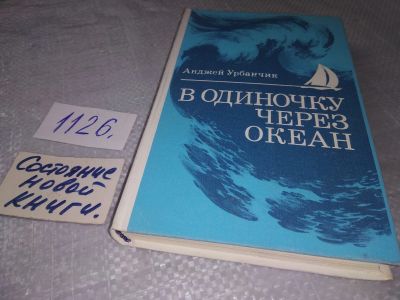 Анджей Урбанчик
В ОДИНОЧКУ
ЧЕРЕЗ
ОКЕАН
1126.
Состояние
новой
книги.